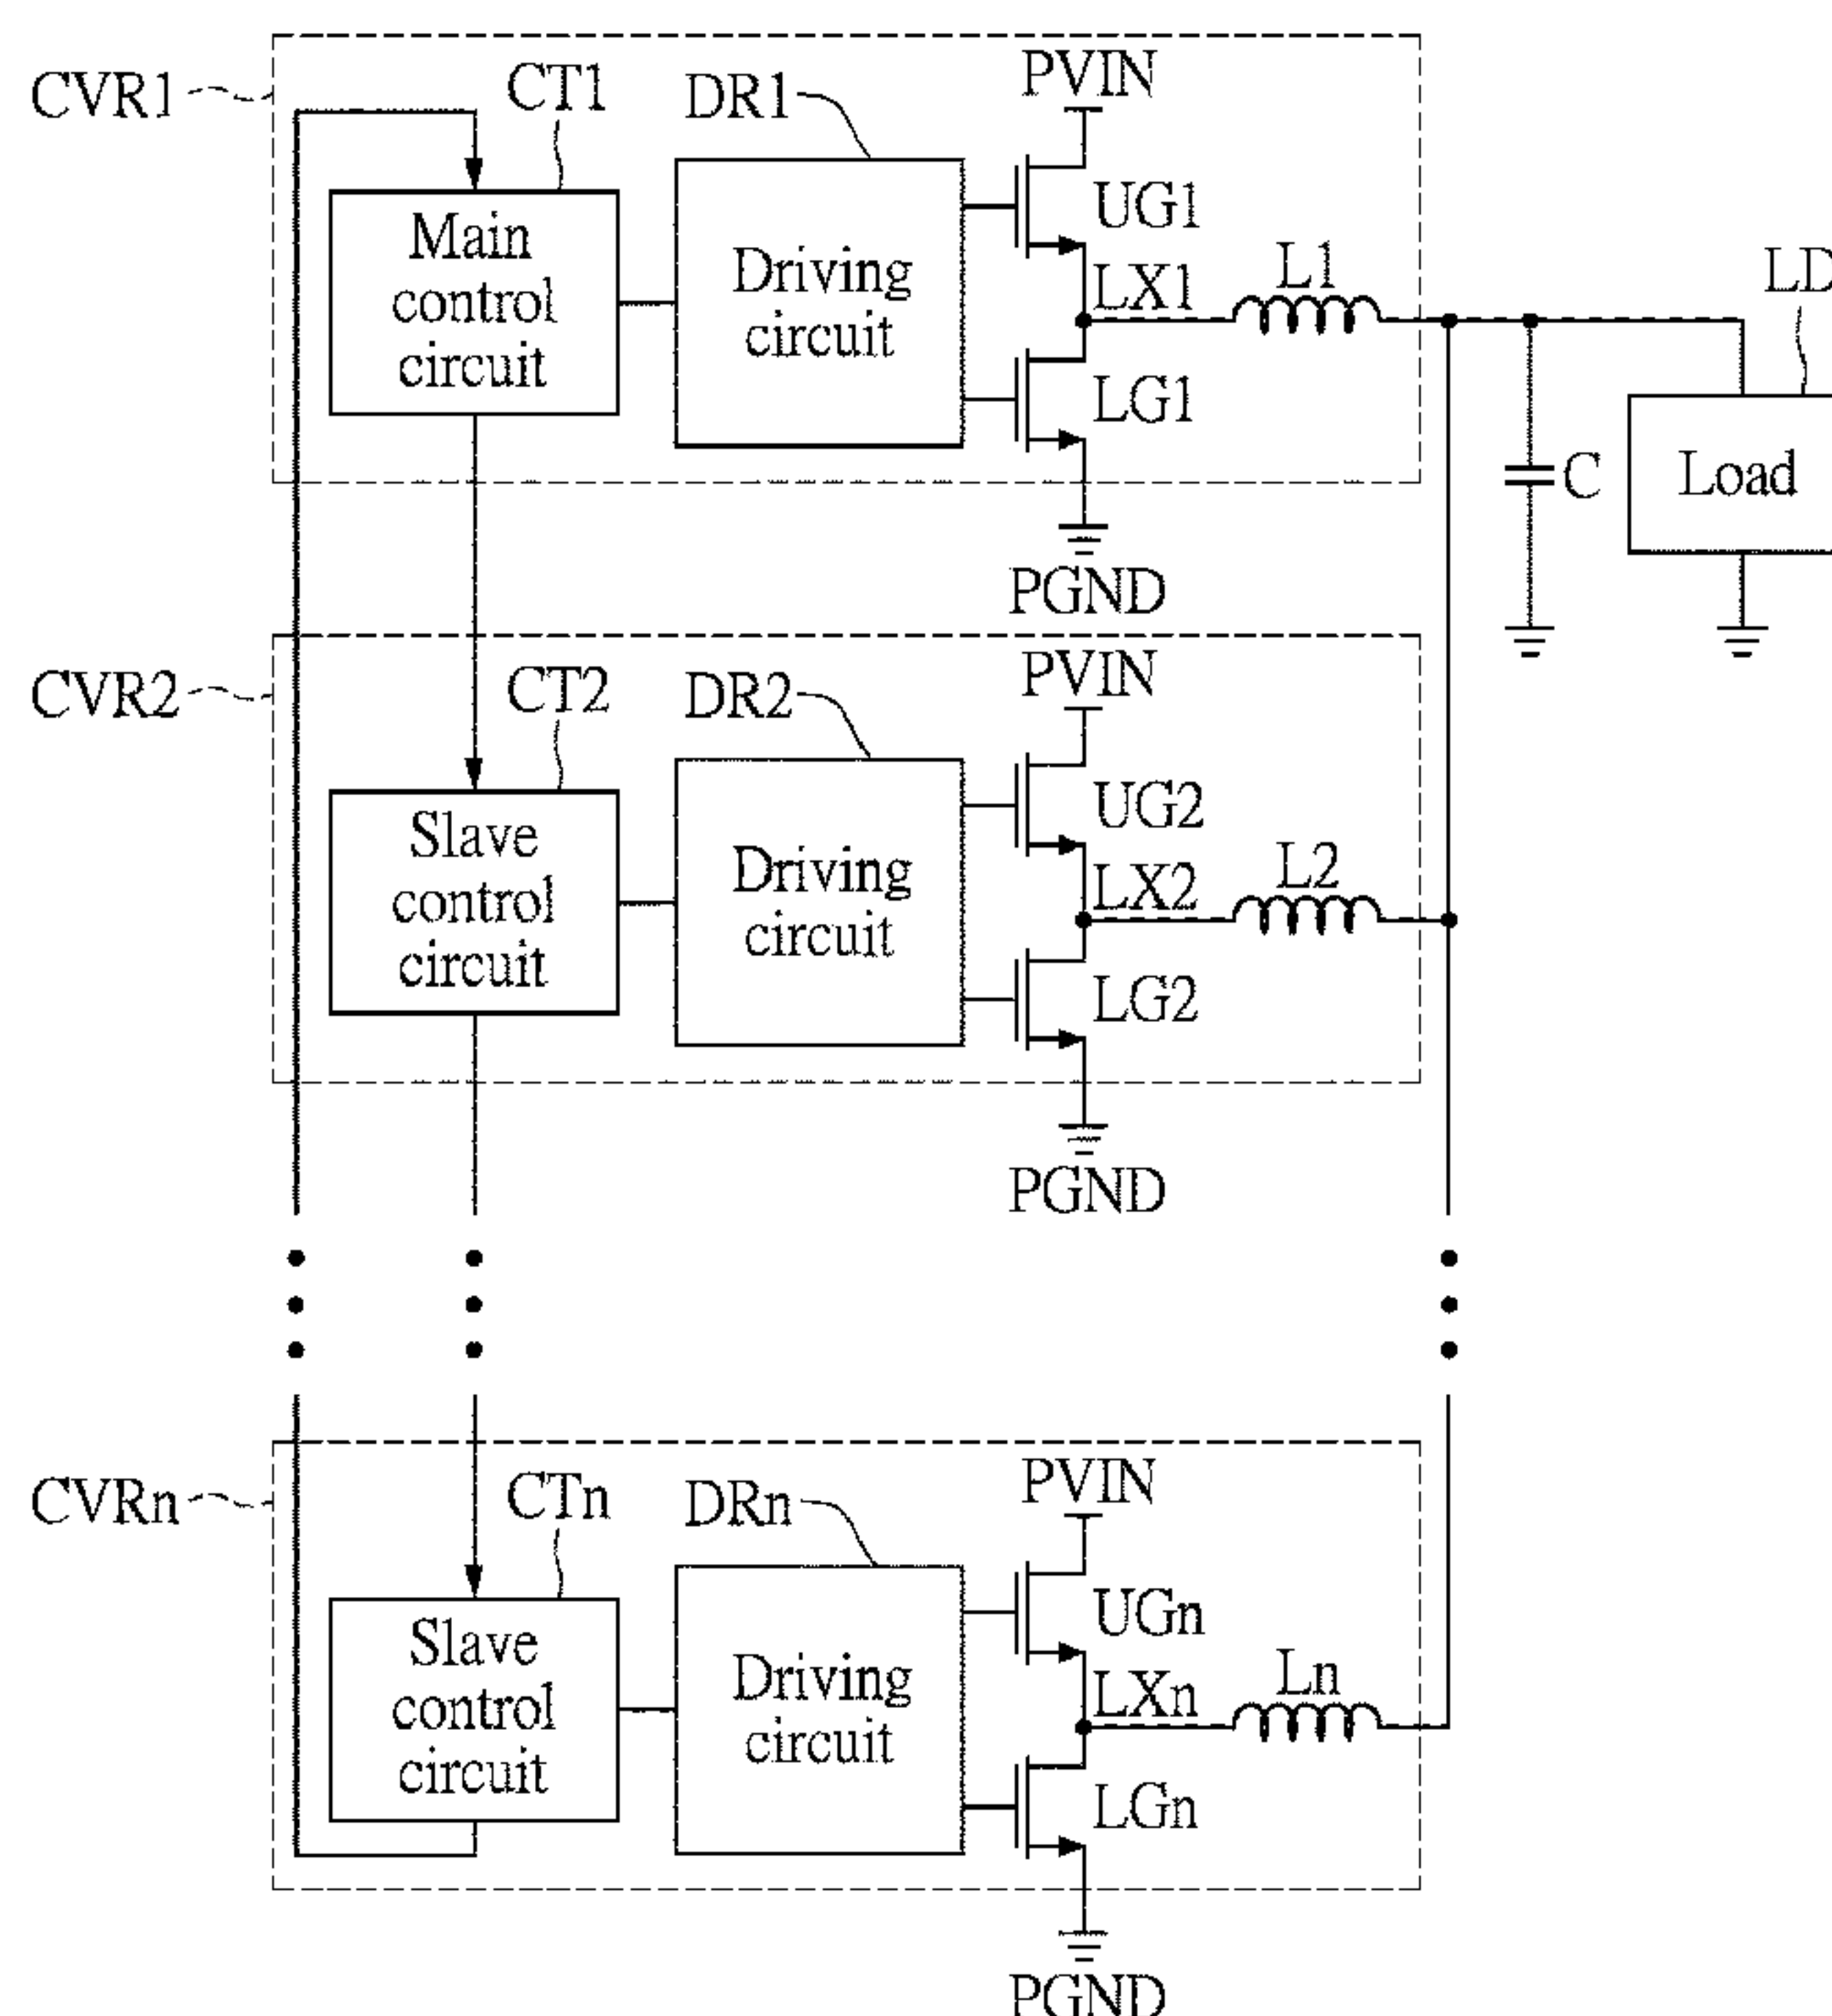 CVR1
CT1
DR1
PVIN
Main
control
circuit
Driving
circuit
UG1
LX1
L1
LG1
LD
C
Load
PGND
CVR2
CT2
DR2
PVIN
Slave
control
circuit
Driving
circuit
UG2
LX2
L2
LG2
PGND
CVRn
CTn
DRn
PVIN
Slave
control
circuit
Driving
circuit
UGn
LXn
Ln
LGn
PGND